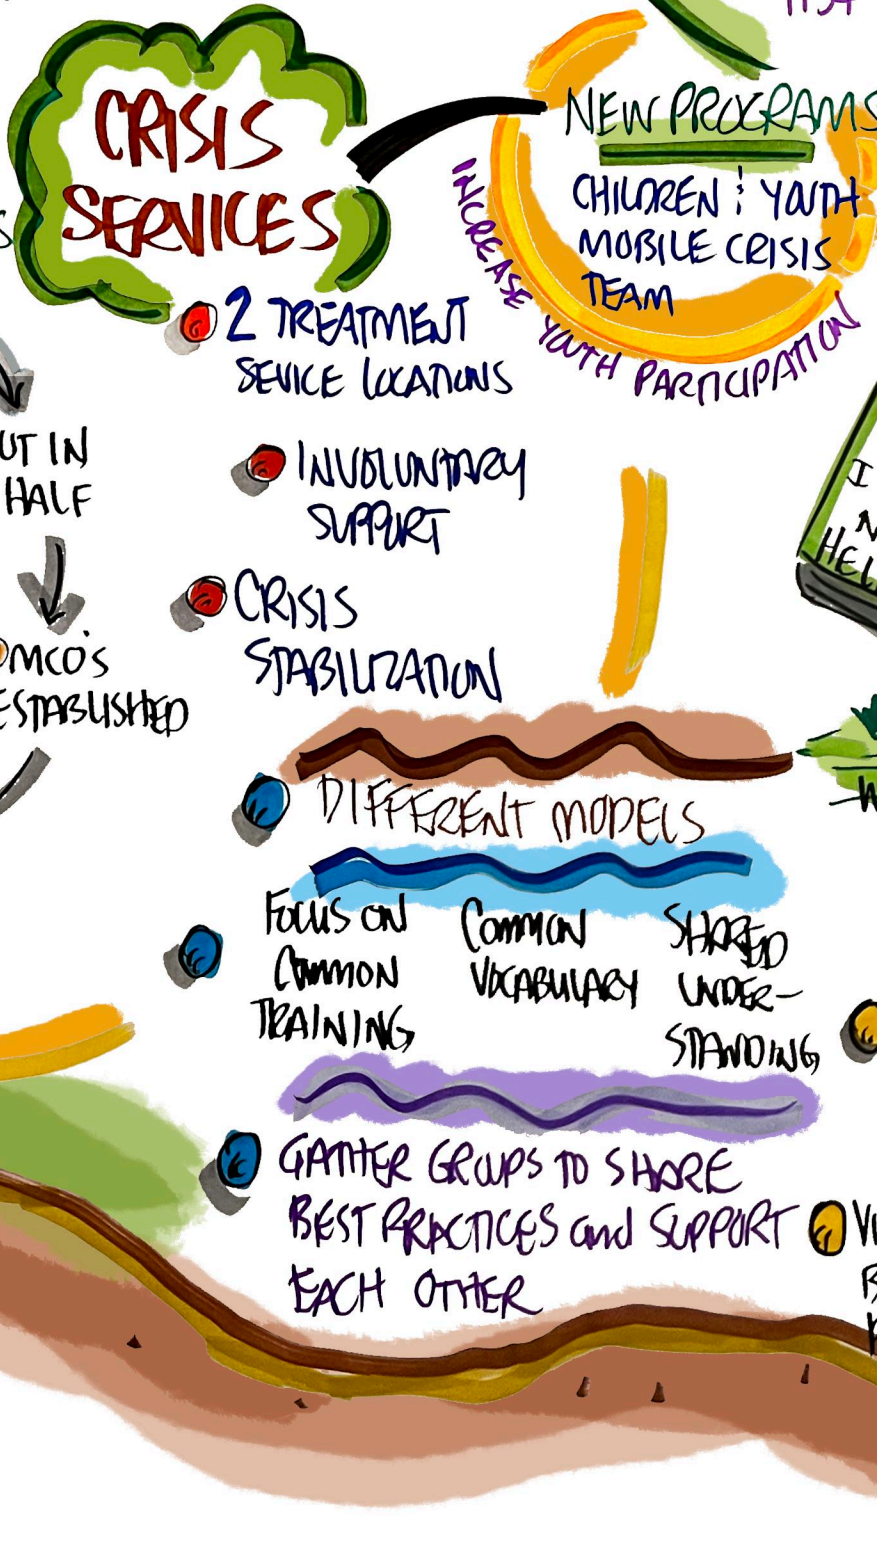 CRISIS
SERVICES
NEW PROGRAMS
CHILDREN & YOUTH
MOBILE CRISIS
TEAM
INCREASE YOUTH PARTICIPATION
2 TREATMENT
SEVICE LOCATIONS
INVOLUNTARY
SUPPORT
CRISIS
STABILIZATION
UT IN
HALF
MCO'S
ESTABLISHED
I
HEL
DIFFERENT MODELS
FOCUS ON
COMMON
TRAINING
COMMON
VOCABULARY
SHARED
UNDER-
STANDING
GATHER GROUPS TO SHARE
BEST PRACTICES and SUPPORT
EACH OTHER